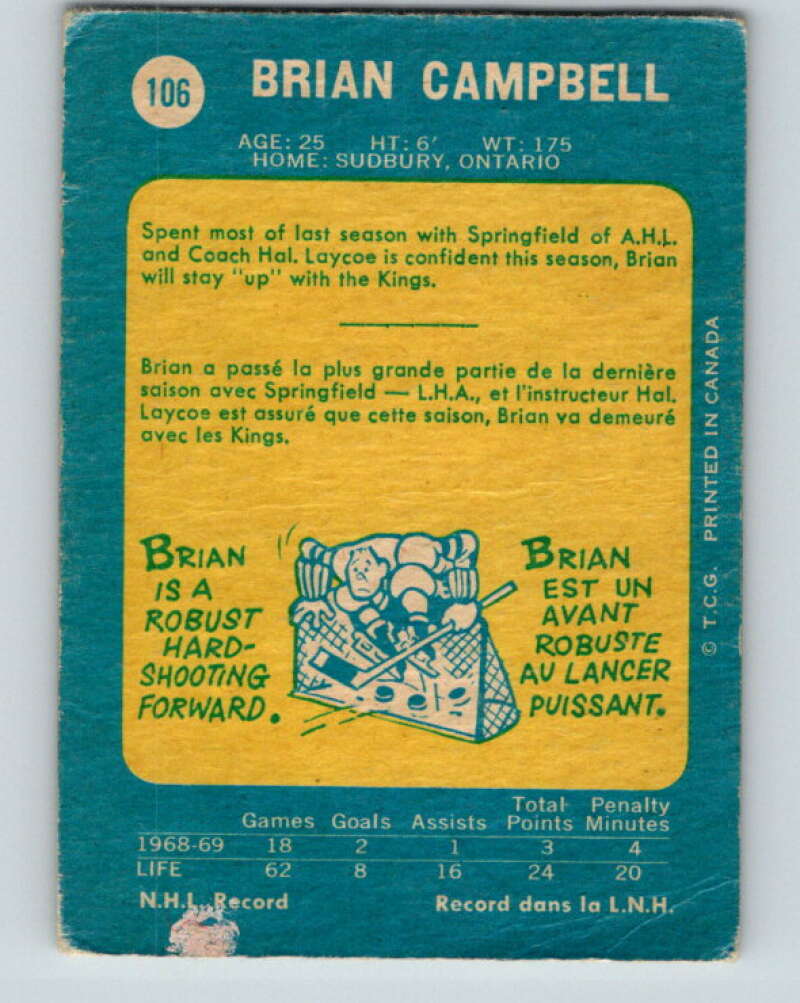 106
BRIAN CAMPBELL
AGE: 25 HT: 6' WT: 175
HOME: SUDBURY, ONTARIO
Spent most of last season with Springfield of A.H.L.
and Coach Hal. Laycoe is confident this season, Brian
will stay "up" with the Kings.
Brian a passé la plus grande partie de la dernière
saison avec Springfield — L.H.A., et l'instructeur Hal.
Laycoe est assuré que cette saison, Brian va demeuré
avec les Kings.
BRIAN
IS A
ROBUST
HARD-
SHOOTING
FORWARD.
BRIAN
EST UN
AVANT
ROBUSTE
AU LANCER
PUISSANT.
© T.C.G. PRINTED IN CANADA
Games Goals Assists Total Points Penalty Minutes
1968-69 18 2 1 3 4
LIFE 62 8 16 24 20
N.H.L. Record Record dans la L.N.H.